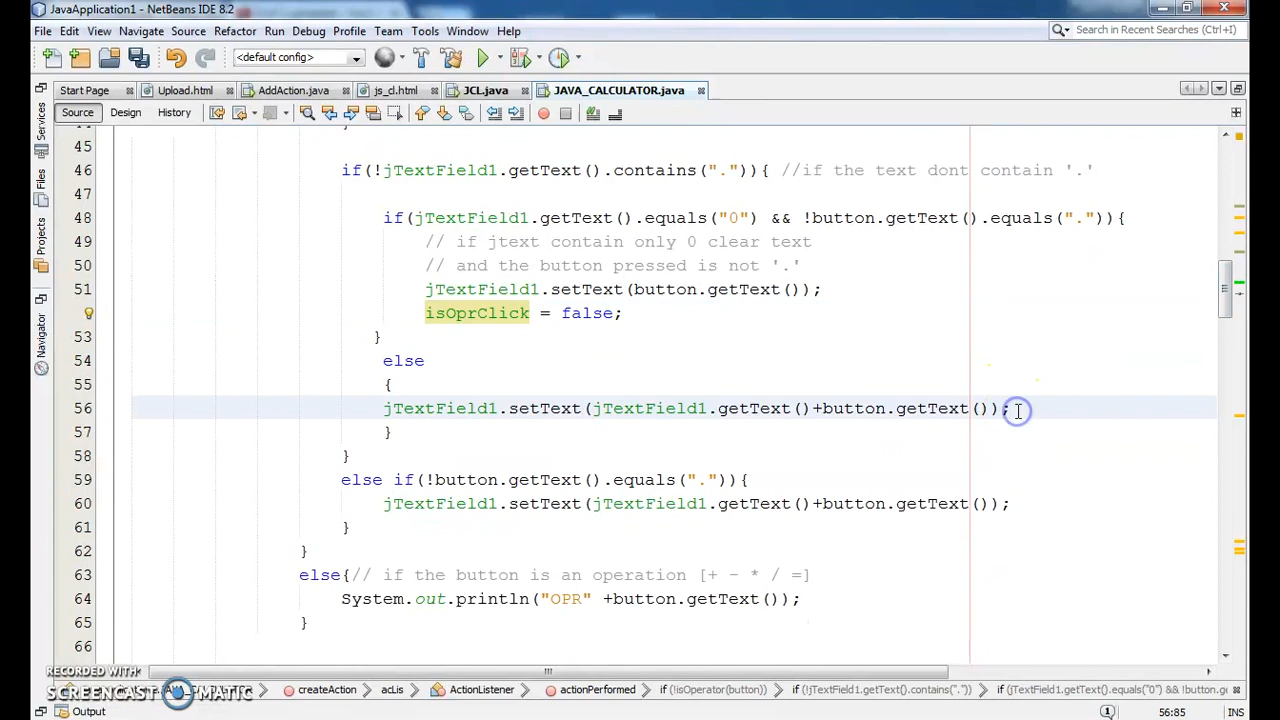 JavaApplication1 - NetBeans IDE 8.2
File Edit View Navigate Source Refactor Run Debug Profile Team Tools Window Help
Search in Recent Searches (Ctrl+I)
<default config>
Start Page Upload.html AddAction.java js_cl.html JCL.java JAVA_CALCULATOR.java
Source Design History
Services
Files
Projects
Navigator
45 }
46 if(!jTextField1.getText().contains(".")){ //if the text dont contain '.'
47
48 if(jTextField1.getText().equals("0") && !button.getText().equals(".")){
49 // if jtext contain only 0 clear text
50 // and the button pressed is not '.'
51 jTextField1.setText(button.getText());
isOprClick = false;
53 }
54 else
55 {
56 jTextField1.setText(jTextField1.getText()+button.getText());
57 }
58 }
59 else if(!button.getText().equals(".")){
60 jTextField1.setText(jTextField1.getText()+button.getText());
61 }
62 }
63 else{// if the button is an operation [+ - * / =]
64 System.out.println("OPR" +button.getText());
65 }
66
RECORDED WITH
SCREENCAST-O-MATIC
createAction acLis ActionListener actionPerformed if (!isOperator(button)) if (!jTextField1.getText().contains(".")) if (jTextField1.getText().equals("0") && !button.ge
Output 1 56:85 INS